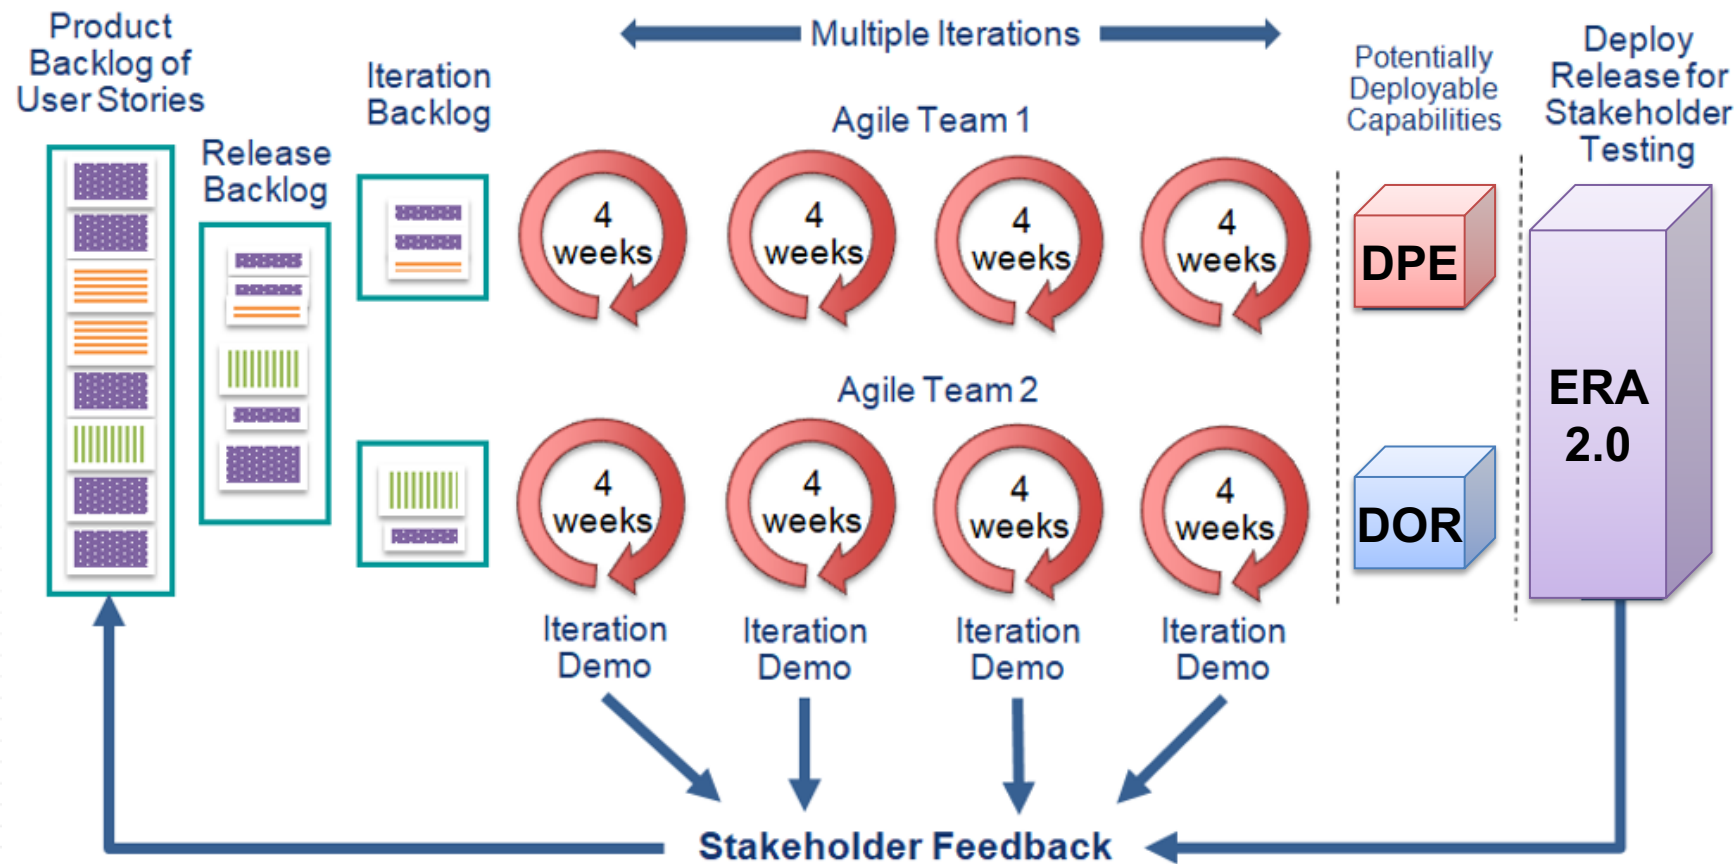 Product
Backlog of
User Stories
Release
Backlog
Iteration
Backlog
Multiple Iterations
Agile Team 1
4
weeks
4
weeks
4
weeks
4
weeks
Agile Team 2
4
weeks
4
weeks
4
weeks
4
weeks
Iteration
Demo
Iteration
Demo
Iteration
Demo
Iteration
Demo
Potentially
Deployable
Capabilities
DPE
DOR
Deploy
Release for
Stakeholder
Testing
ERA
2.0
Stakeholder Feedback